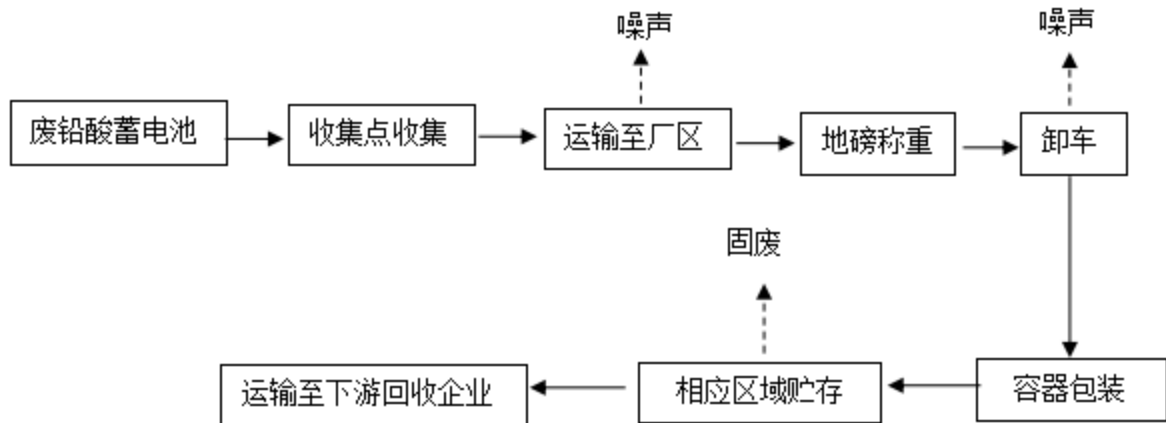 噪声
噪声
废铅酸蓄电池
收集点收集
运输至厂区
地磅称重
卸车
固废
运输至下游回收企业
相应区域贮存
容器包装